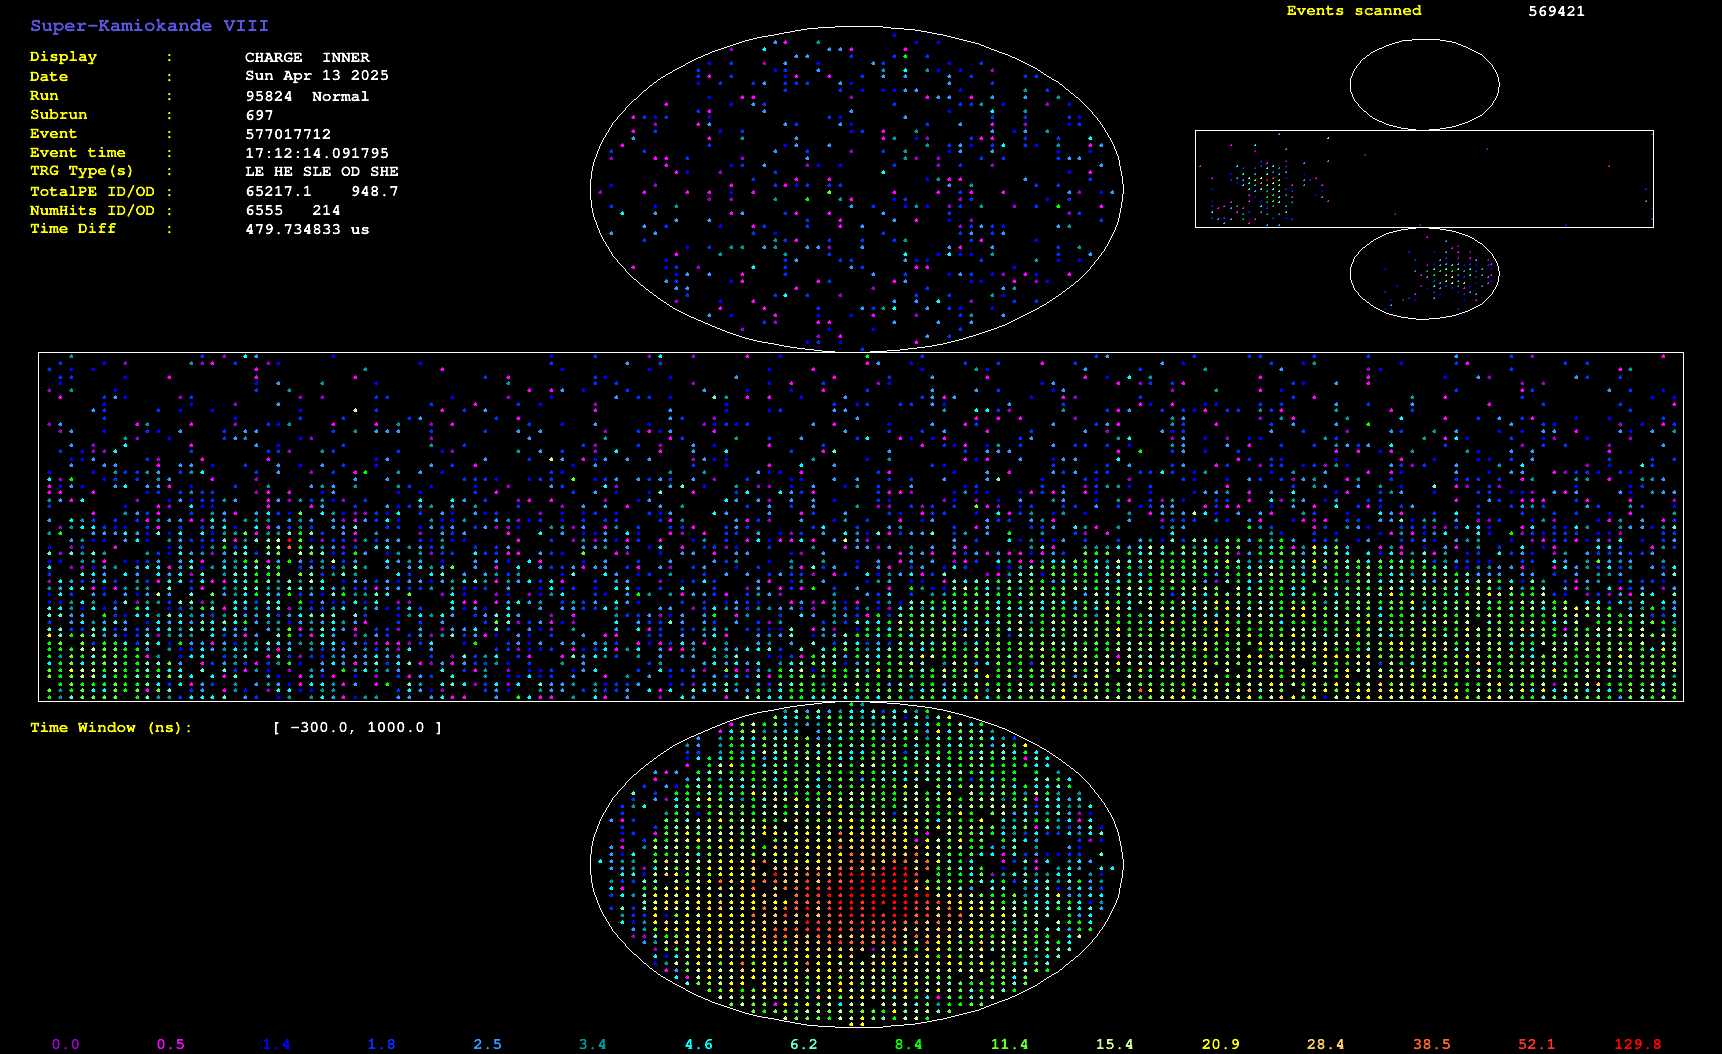 Super-Kamiokande VIII
Events scanned 569421
Display : CHARGE INNER
Date : Sun Apr 13 2025
Run : 95824 Normal
Subrun : 697
Event : 577017712
Event time : 17:12:14.091795
TRG Type(s) : LE HE SLE OD SHE
TotalPE ID/OD : 65217.1 948.7
NumHits ID/OD : 6555 214
Time Diff : 479.734833 us
Time Window (ns): [ -300.0, 1000.0 ]
0.0 0.5 1.4 1.8 2.5 3.4 4.6 6.2 8.4 11.4 15.4 20.9 28.4 38.5 52.1 129.8